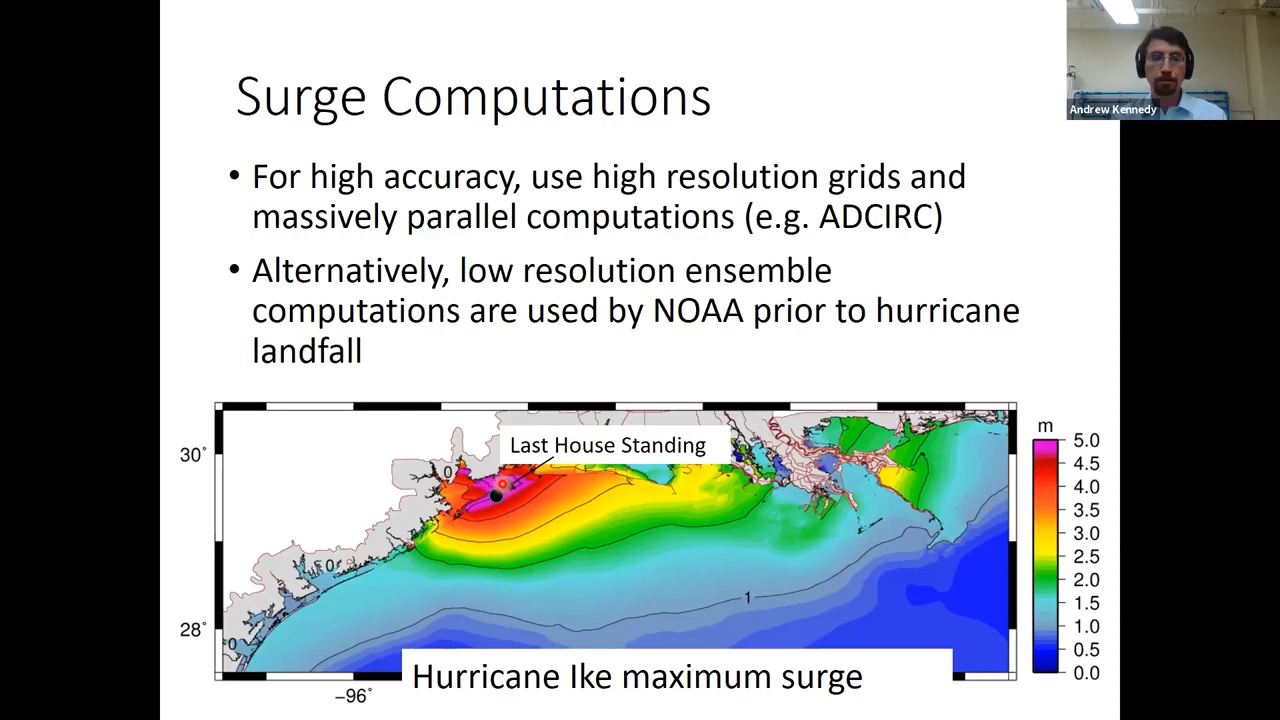 Surge Computations
Andrew Kennedy
• For high accuracy, use high resolution grids and
massively parallel computations (e.g. ADCIRC)
• Alternatively, low resolution ensemble
computations are used by NOAA prior to hurricane
landfall
Last House Standing
30°
28°
−96°
0
0
0
1
m
5.0
4.5
4.0
3.5
3.0
2.5
2.0
1.5
1.0
0.5
0.0
Hurricane Ike maximum surge